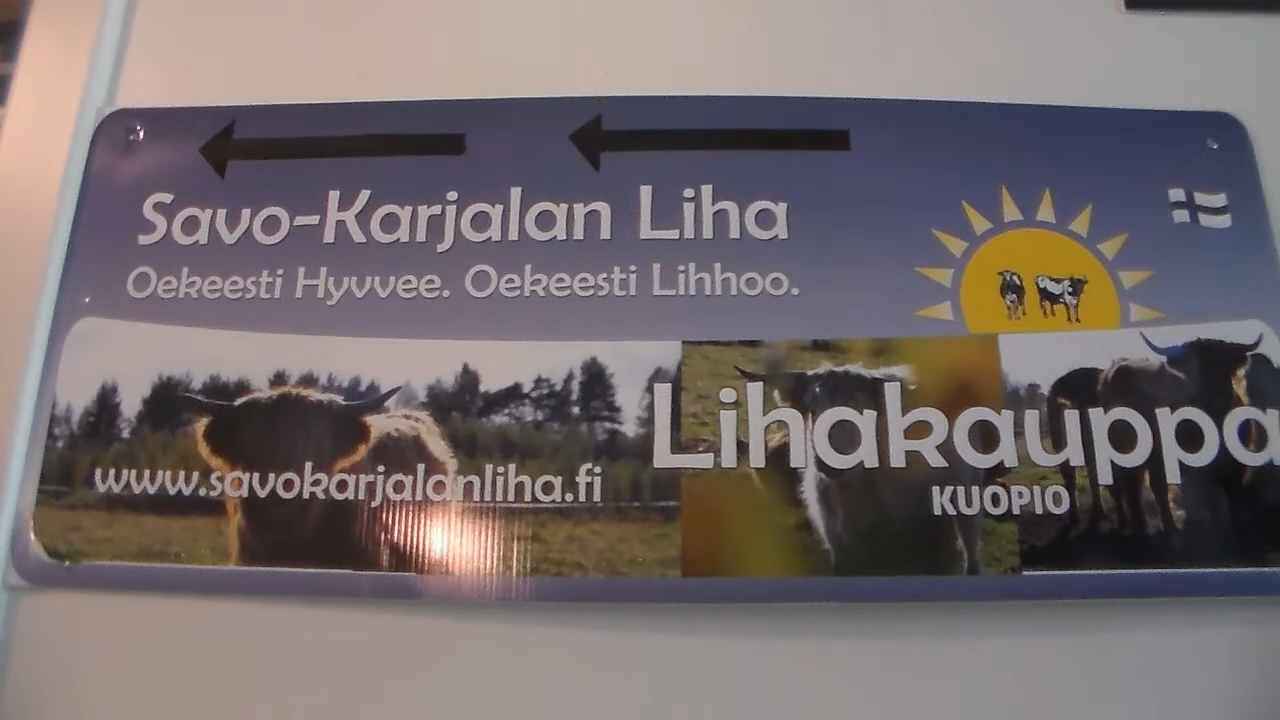 Savo-Karjalan Liha
Oekeesti Hyvvee. Oekeesti Lihhoo.
www.savokarjalanliha.fi
Lihakauppa
KUOPIO